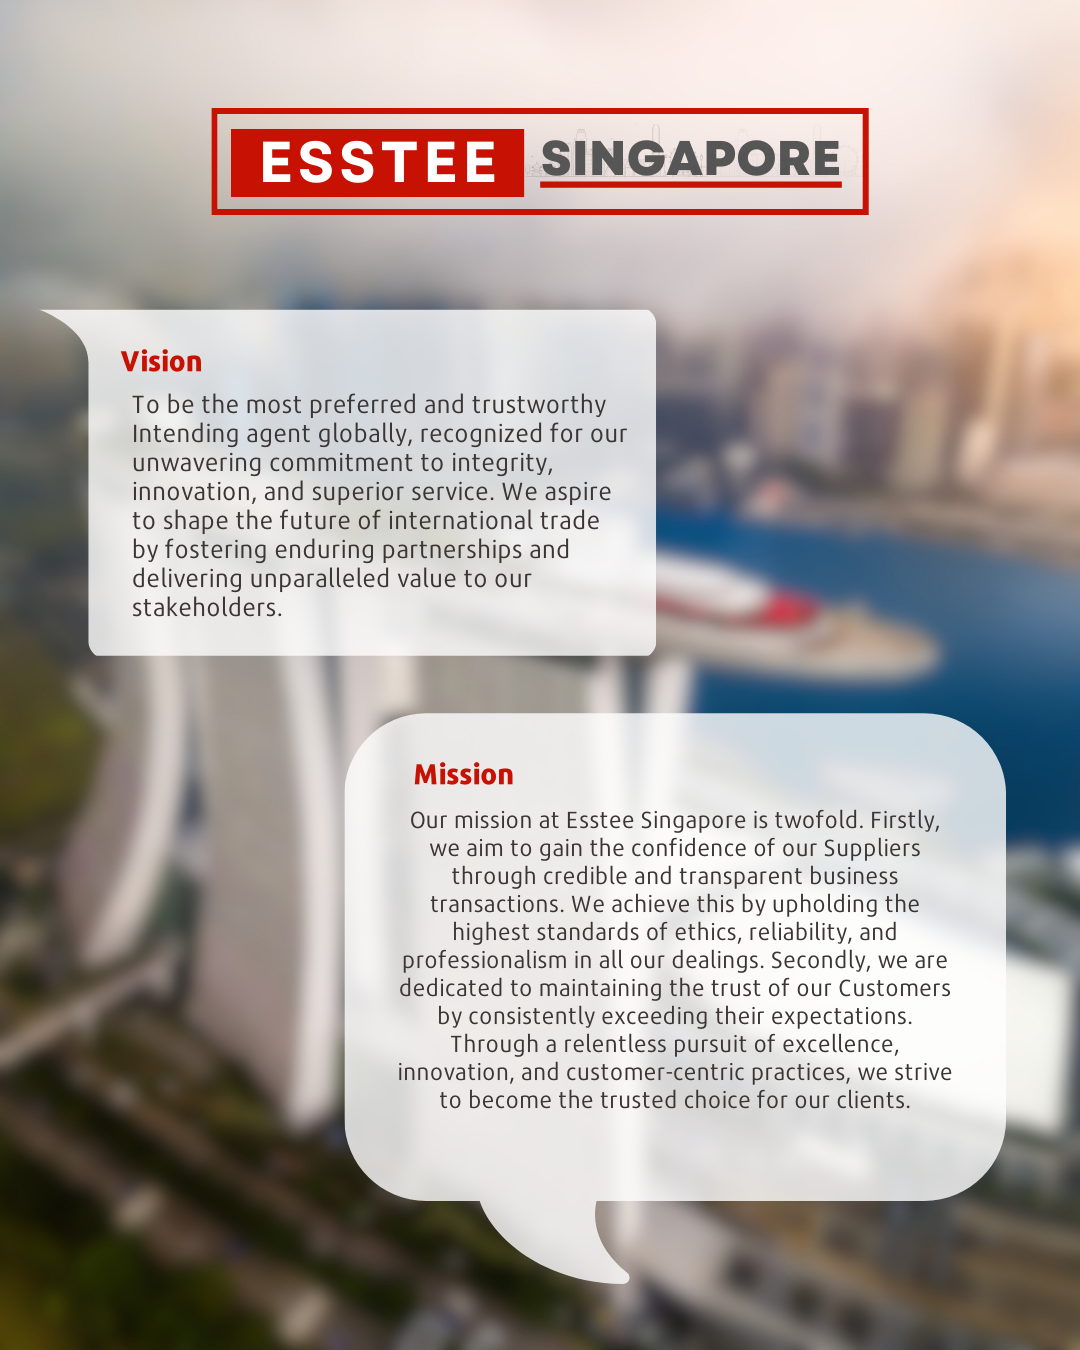 ESSTEE SINGAPORE
Vision
To be the most preferred and trustworthy
Intending agent globally, recognized for our
unwavering commitment to integrity,
innovation, and superior service. We aspire
to shape the future of international trade
by fostering enduring partnerships and
delivering unparalleled value to our
stakeholders.
Mission
Our mission at Esstee Singapore is twofold. Firstly,
we aim to gain the confidence of our Suppliers
through credible and transparent business
transactions. We achieve this by upholding the
highest standards of ethics, reliability, and
professionalism in all our dealings. Secondly, we are
dedicated to maintaining the trust of our Customers
by consistently exceeding their expectations.
Through a relentless pursuit of excellence,
innovation, and customer-centric practices, we strive
to become the trusted choice for our clients.